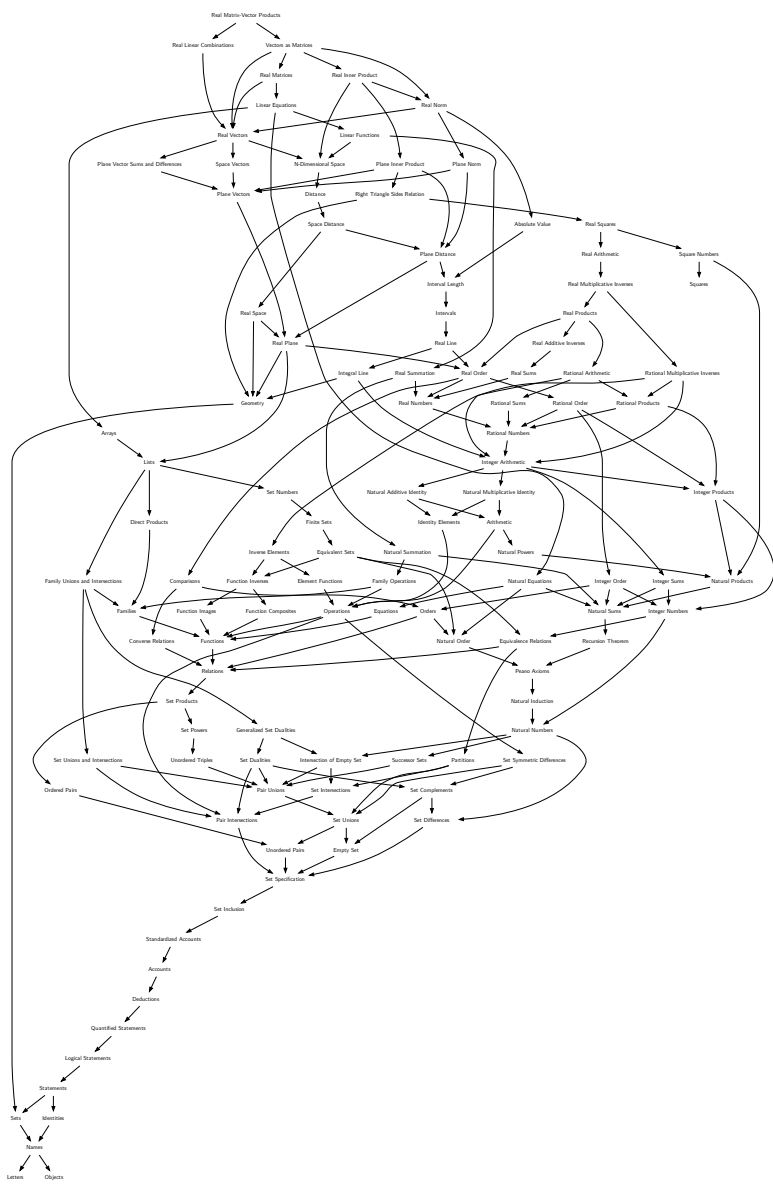 Real Matrix-Vector Products
Real Linear Combinations
Vectors as Matrices
Real Matrices
Real Inner Product
Linear Equations
Real Norm
Real Vectors
Linear Functions
Plane Vector Sums and Differences
Space Vectors
N-Dimensional Space
Plane Inner Product
Plane Norm
Plane Vectors
Distance
Right Triangle Sides Relation
Space Distance
Absolute Value
Real Squares
Plane Distance
Real Arithmetic
Square Numbers
Interval Length
Real Multiplicative Inverses
Squares
Real Space
Intervals
Real Products
Real Plane
Real Line
Real Additive Inverses
Integral Line
Real Summation
Real Order
Real Sums
Rational Arithmetic
Rational Multiplicative Inverses
Geometry
Real Numbers
Rational Sums
Rational Order
Rational Products
Arrays
Rational Numbers
Lists
Integer Arithmetic
Set Numbers
Natural Additive Identity
Natural Multiplicative Identity
Integer Products
Direct Products
Finite Sets
Identity Elements
Arithmetic
Inverse Elements
Equivalent Sets
Natural Summation
Natural Powers
Family Unions and Intersections
Comparisons
Function Inverses
Element Functions
Family Operations
Natural Equations
Integer Order
Integer Sums
Natural Products
Families
Function Images
Function Composites
Operations
Equations
Orders
Natural Sums
Integer Numbers
Converse Relations
Functions
Natural Order
Equivalence Relations
Recursion Theorem
Relations
Peano Axioms
Set Products
Natural Induction
Set Powers
Generalized Set Dualities
Natural Numbers
Set Unions and Intersections
Unordered Triples
Set Dualities
Intersection of Empty Set
Successor Sets
Partitions
Set Symmetric Differences
Ordered Pairs
Pair Unions
Set Intersections
Set Complements
Pair Intersections
Set Unions
Set Differences
Unordered Pairs
Empty Set
Set Specification
Set Inclusion
Standardized Accounts
Accounts
Deductions
Quantified Statements
Logical Statements
Statements
Sets
Identities
Names
Letters
Objects